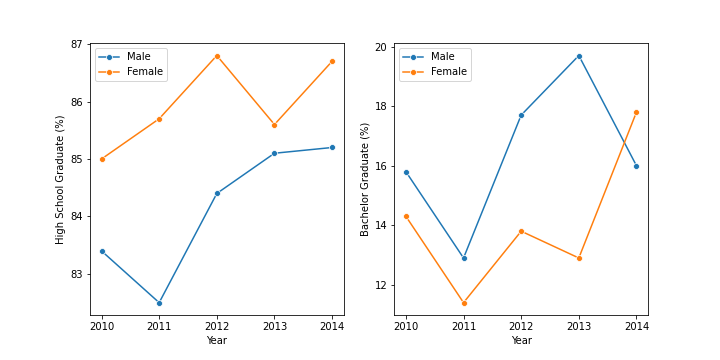 Male
Female
87
86
85
84
83
High School Graduate (%)
2010 2011 2012 2013 2014
Year
Male
Female
20
18
16
14
12
Bachelor Graduate (%)
2010 2011 2012 2013 2014
Year